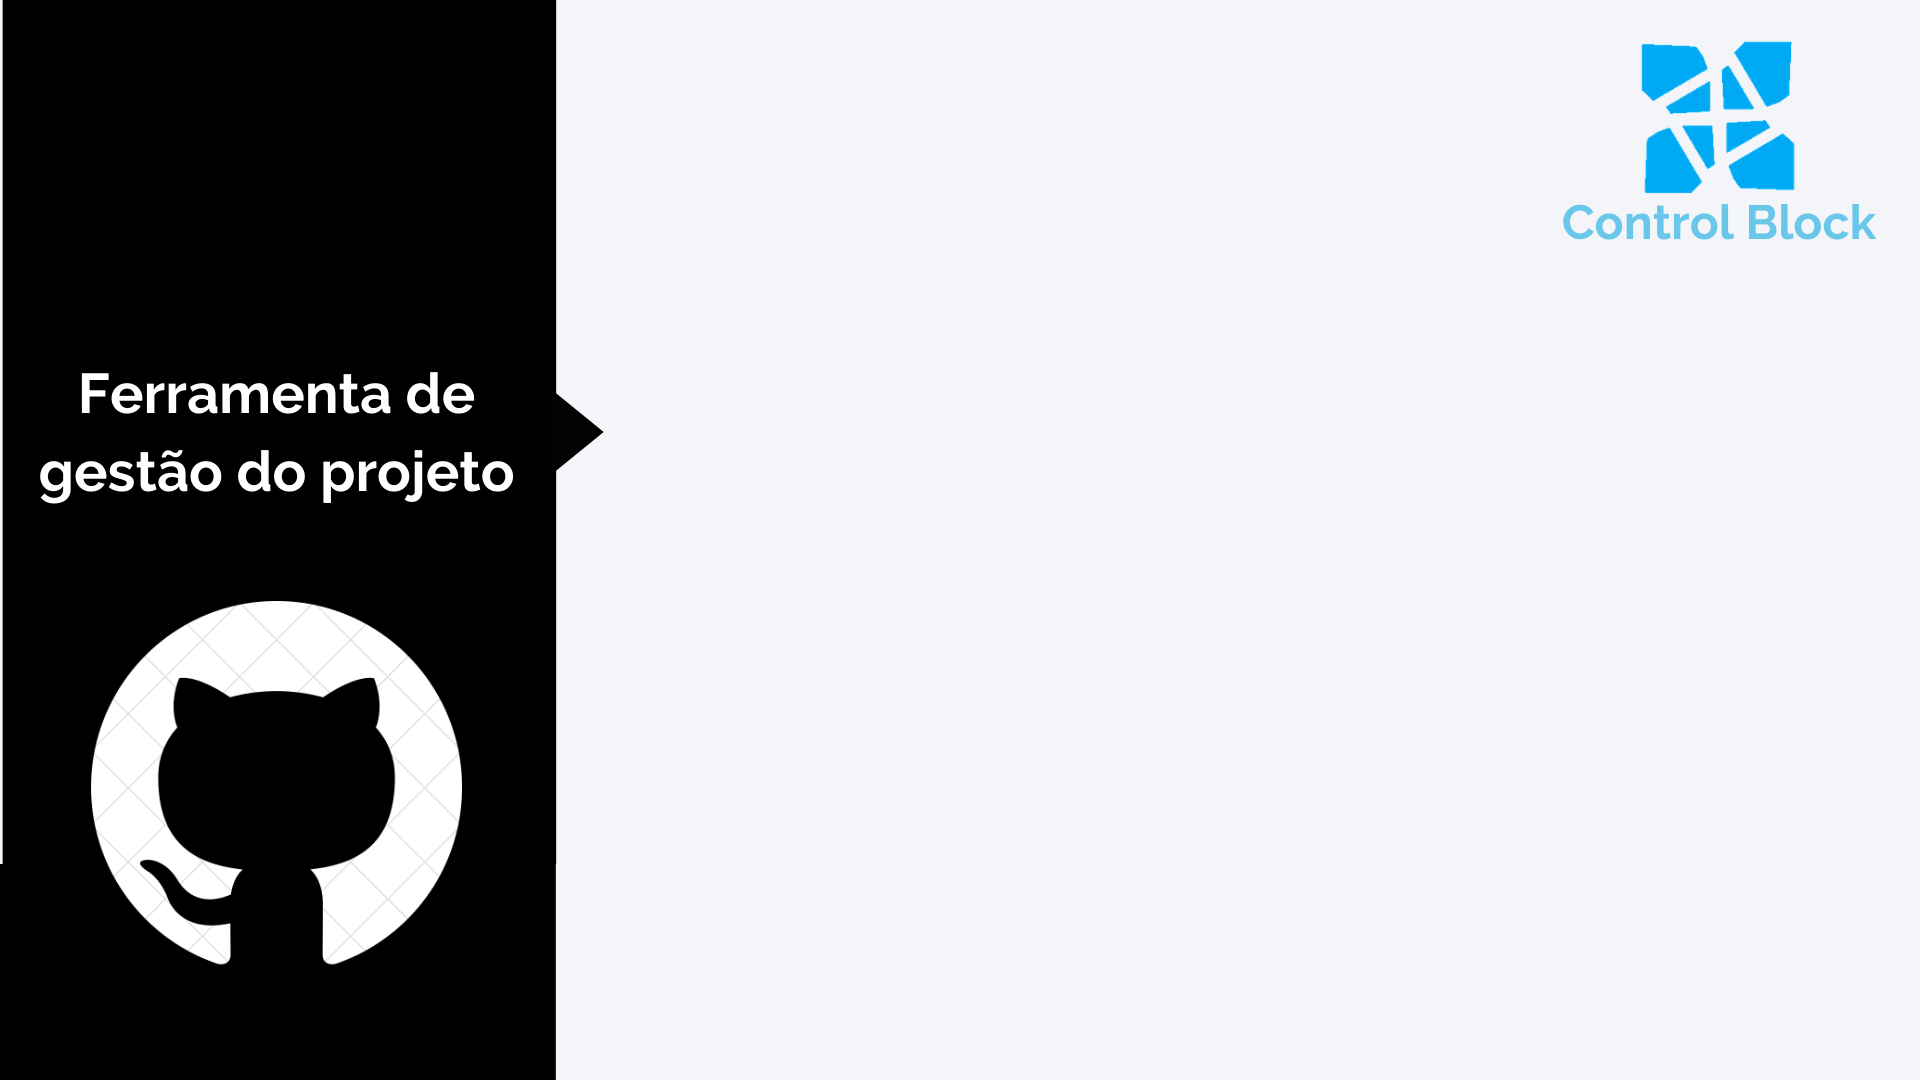 Ferramenta de
gestão do projeto
Control Block